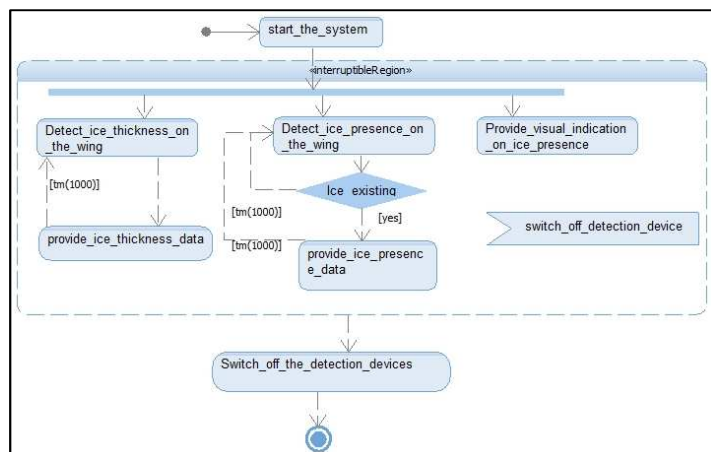 start_the_system
«interruptibleRegion»
Detect_ice_thickness_on
_the_wing
Detect_ice_presence_on
_the_wing
Provide_visual_indication
_on_ice_presence
[tm(1000)]
Ice existing
[tm(1000)]
[yes]
provide_ice_thickness_data
[tm(1000)]
provide_ice_presenc
e_data
switch_off_detection_device
Switch_off_the_detection_devices